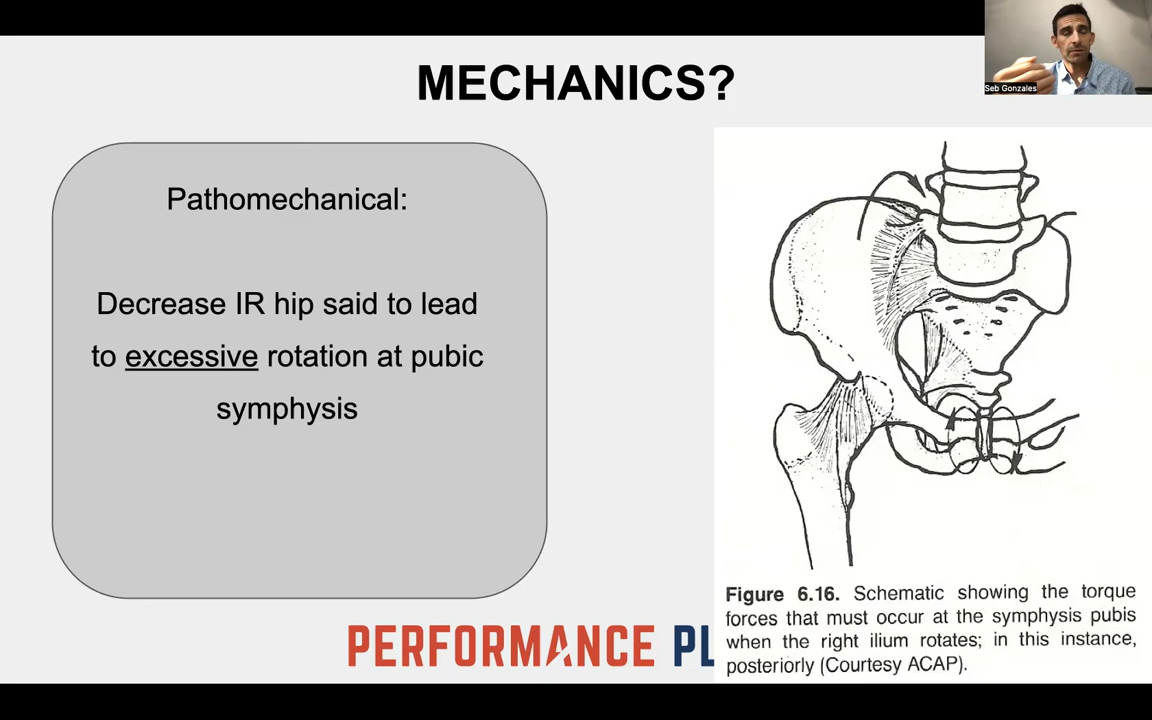 MECHANICS?
Seb Gonzales
Pathomechanical:
Decrease IR hip said to lead
to excessive rotation at pubic
symphysis
Figure 6.16. Schematic showing the torque
forces that must occur at the symphysis pubis
when the right ilium rotates; in this instance,
posteriorly (Courtesy ACAP).
PERFORMANCE PL